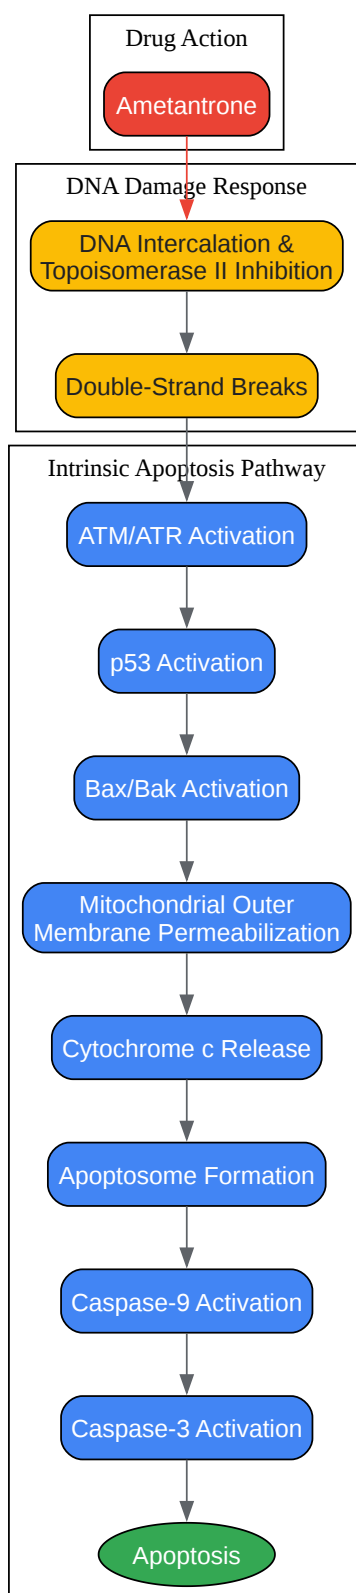 Drug Action
Ametantrone
DNA Damage Response
DNA Intercalation &
Topoisomerase II Inhibition
Double-Strand Breaks
Intrinsic Apoptosis Pathway
ATM/ATR Activation
p53 Activation
Bax/Bak Activation
Mitochondrial Outer
Membrane Permeabilization
Cytochrome c Release
Apoptosome Formation
Caspase-9 Activation
Caspase-3 Activation
Apoptosis